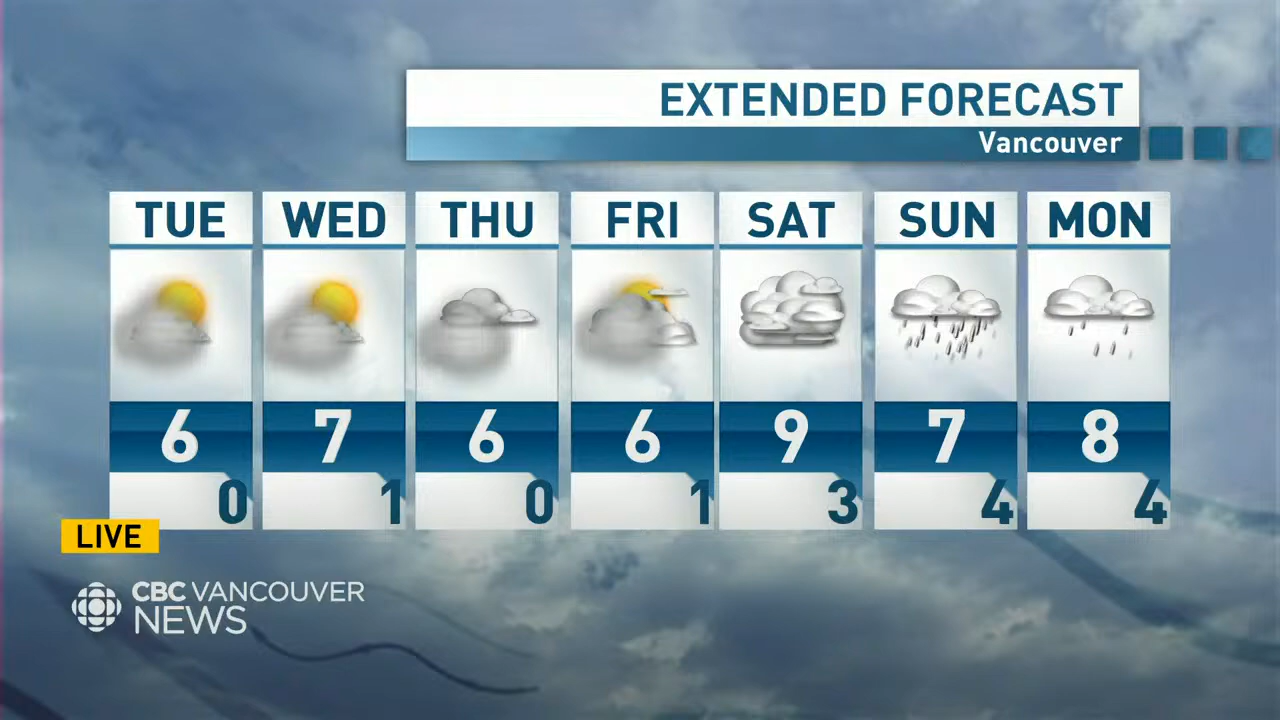 EXTENDED FORECAST
Vancouver
TUE WED THU FRI SAT SUN MON
6 7 6 6 9 7 8
0 1 0 1 3 4 4
LIVE
CBC VANCOUVER
NEWS